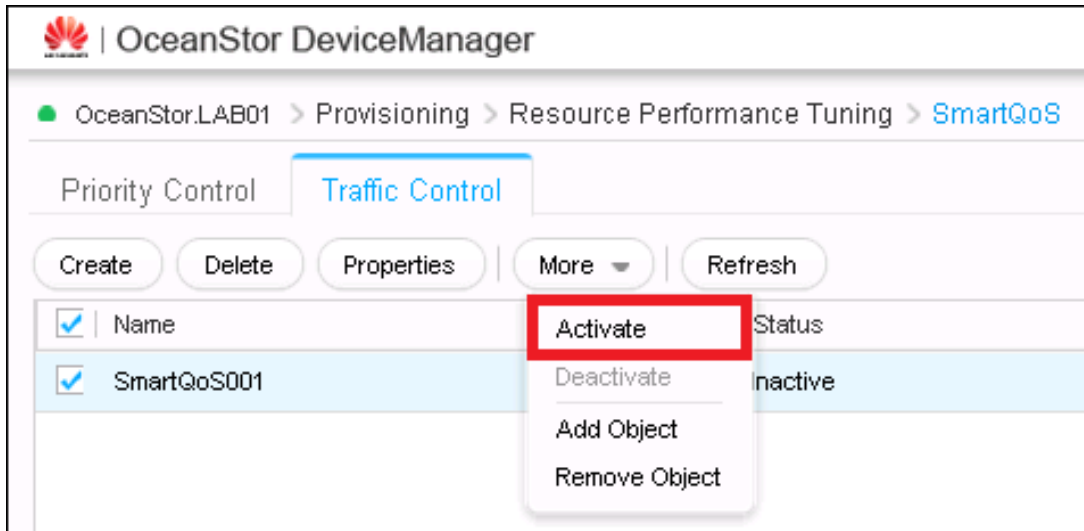 | OceanStor DeviceManager
OceanStor.LAB01 > Provisioning > Resource Performance Tuning > SmartQoS
Priority Control Traffic Control
Create Delete Properties More Refresh
Name Activate Status
Deactivate
SmartQoS001 Inactive
Add Object
Remove Object